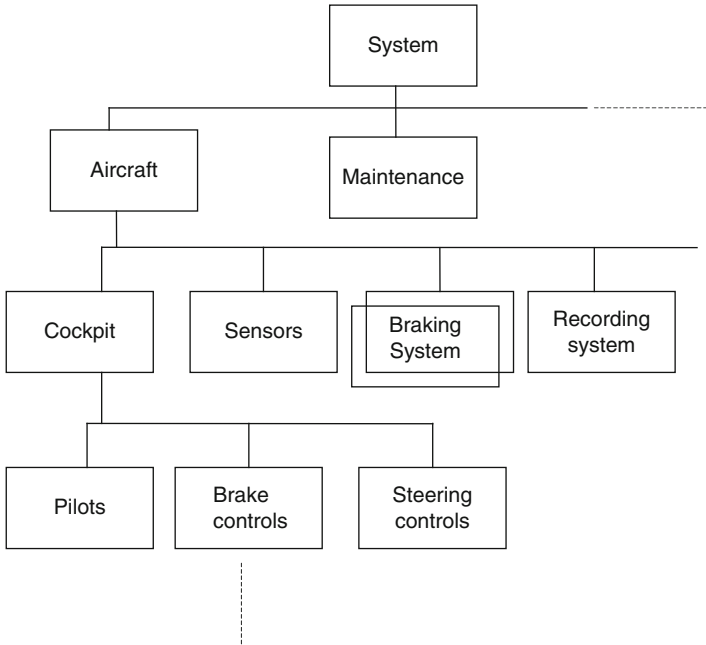 System
Aircraft
Maintenance
Cockpit
Sensors
Braking
System
Recording
system
Pilots
Brake
controls
Steering
controls